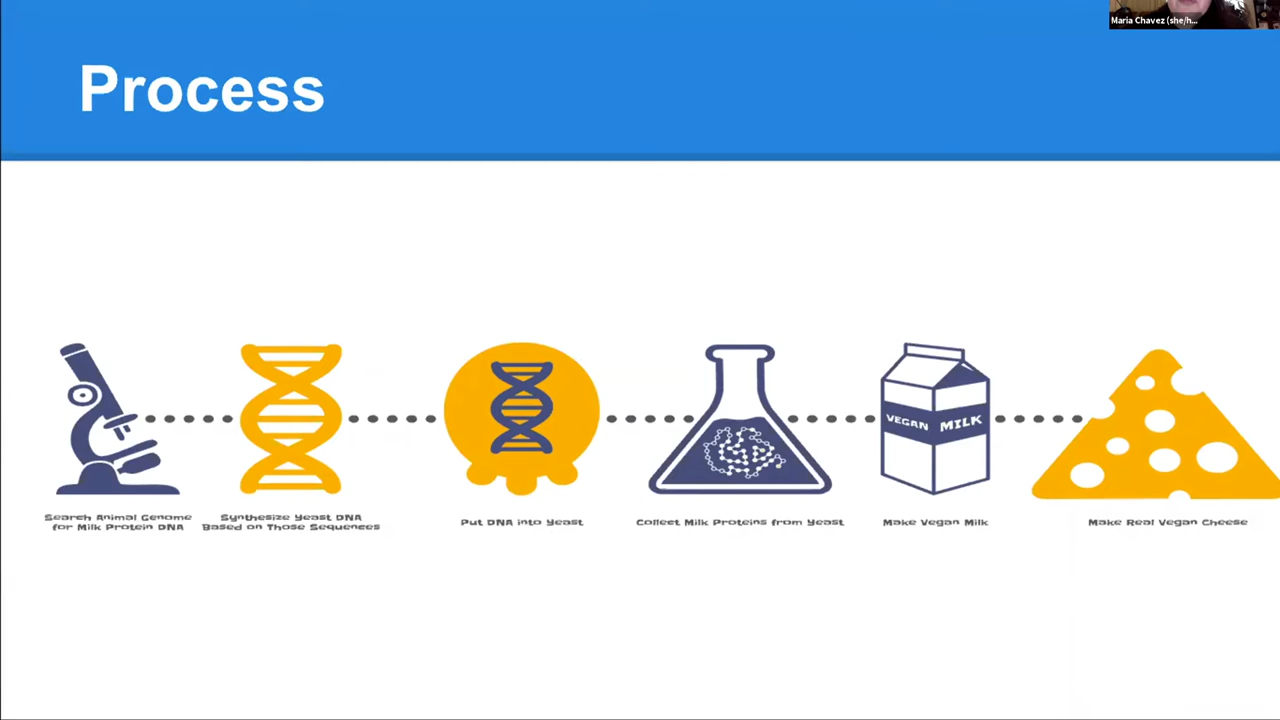 Maria Chavez (she/h...
Process
VEGAN MILK
Search Animal Genome
for Milk Protein DNA
Synthesize Yeast DNA
Based on Those Sequences
Put DNA into Yeast
Collect Milk Proteins from Yeast
Make Vegan Milk
Make Real Vegan Cheese